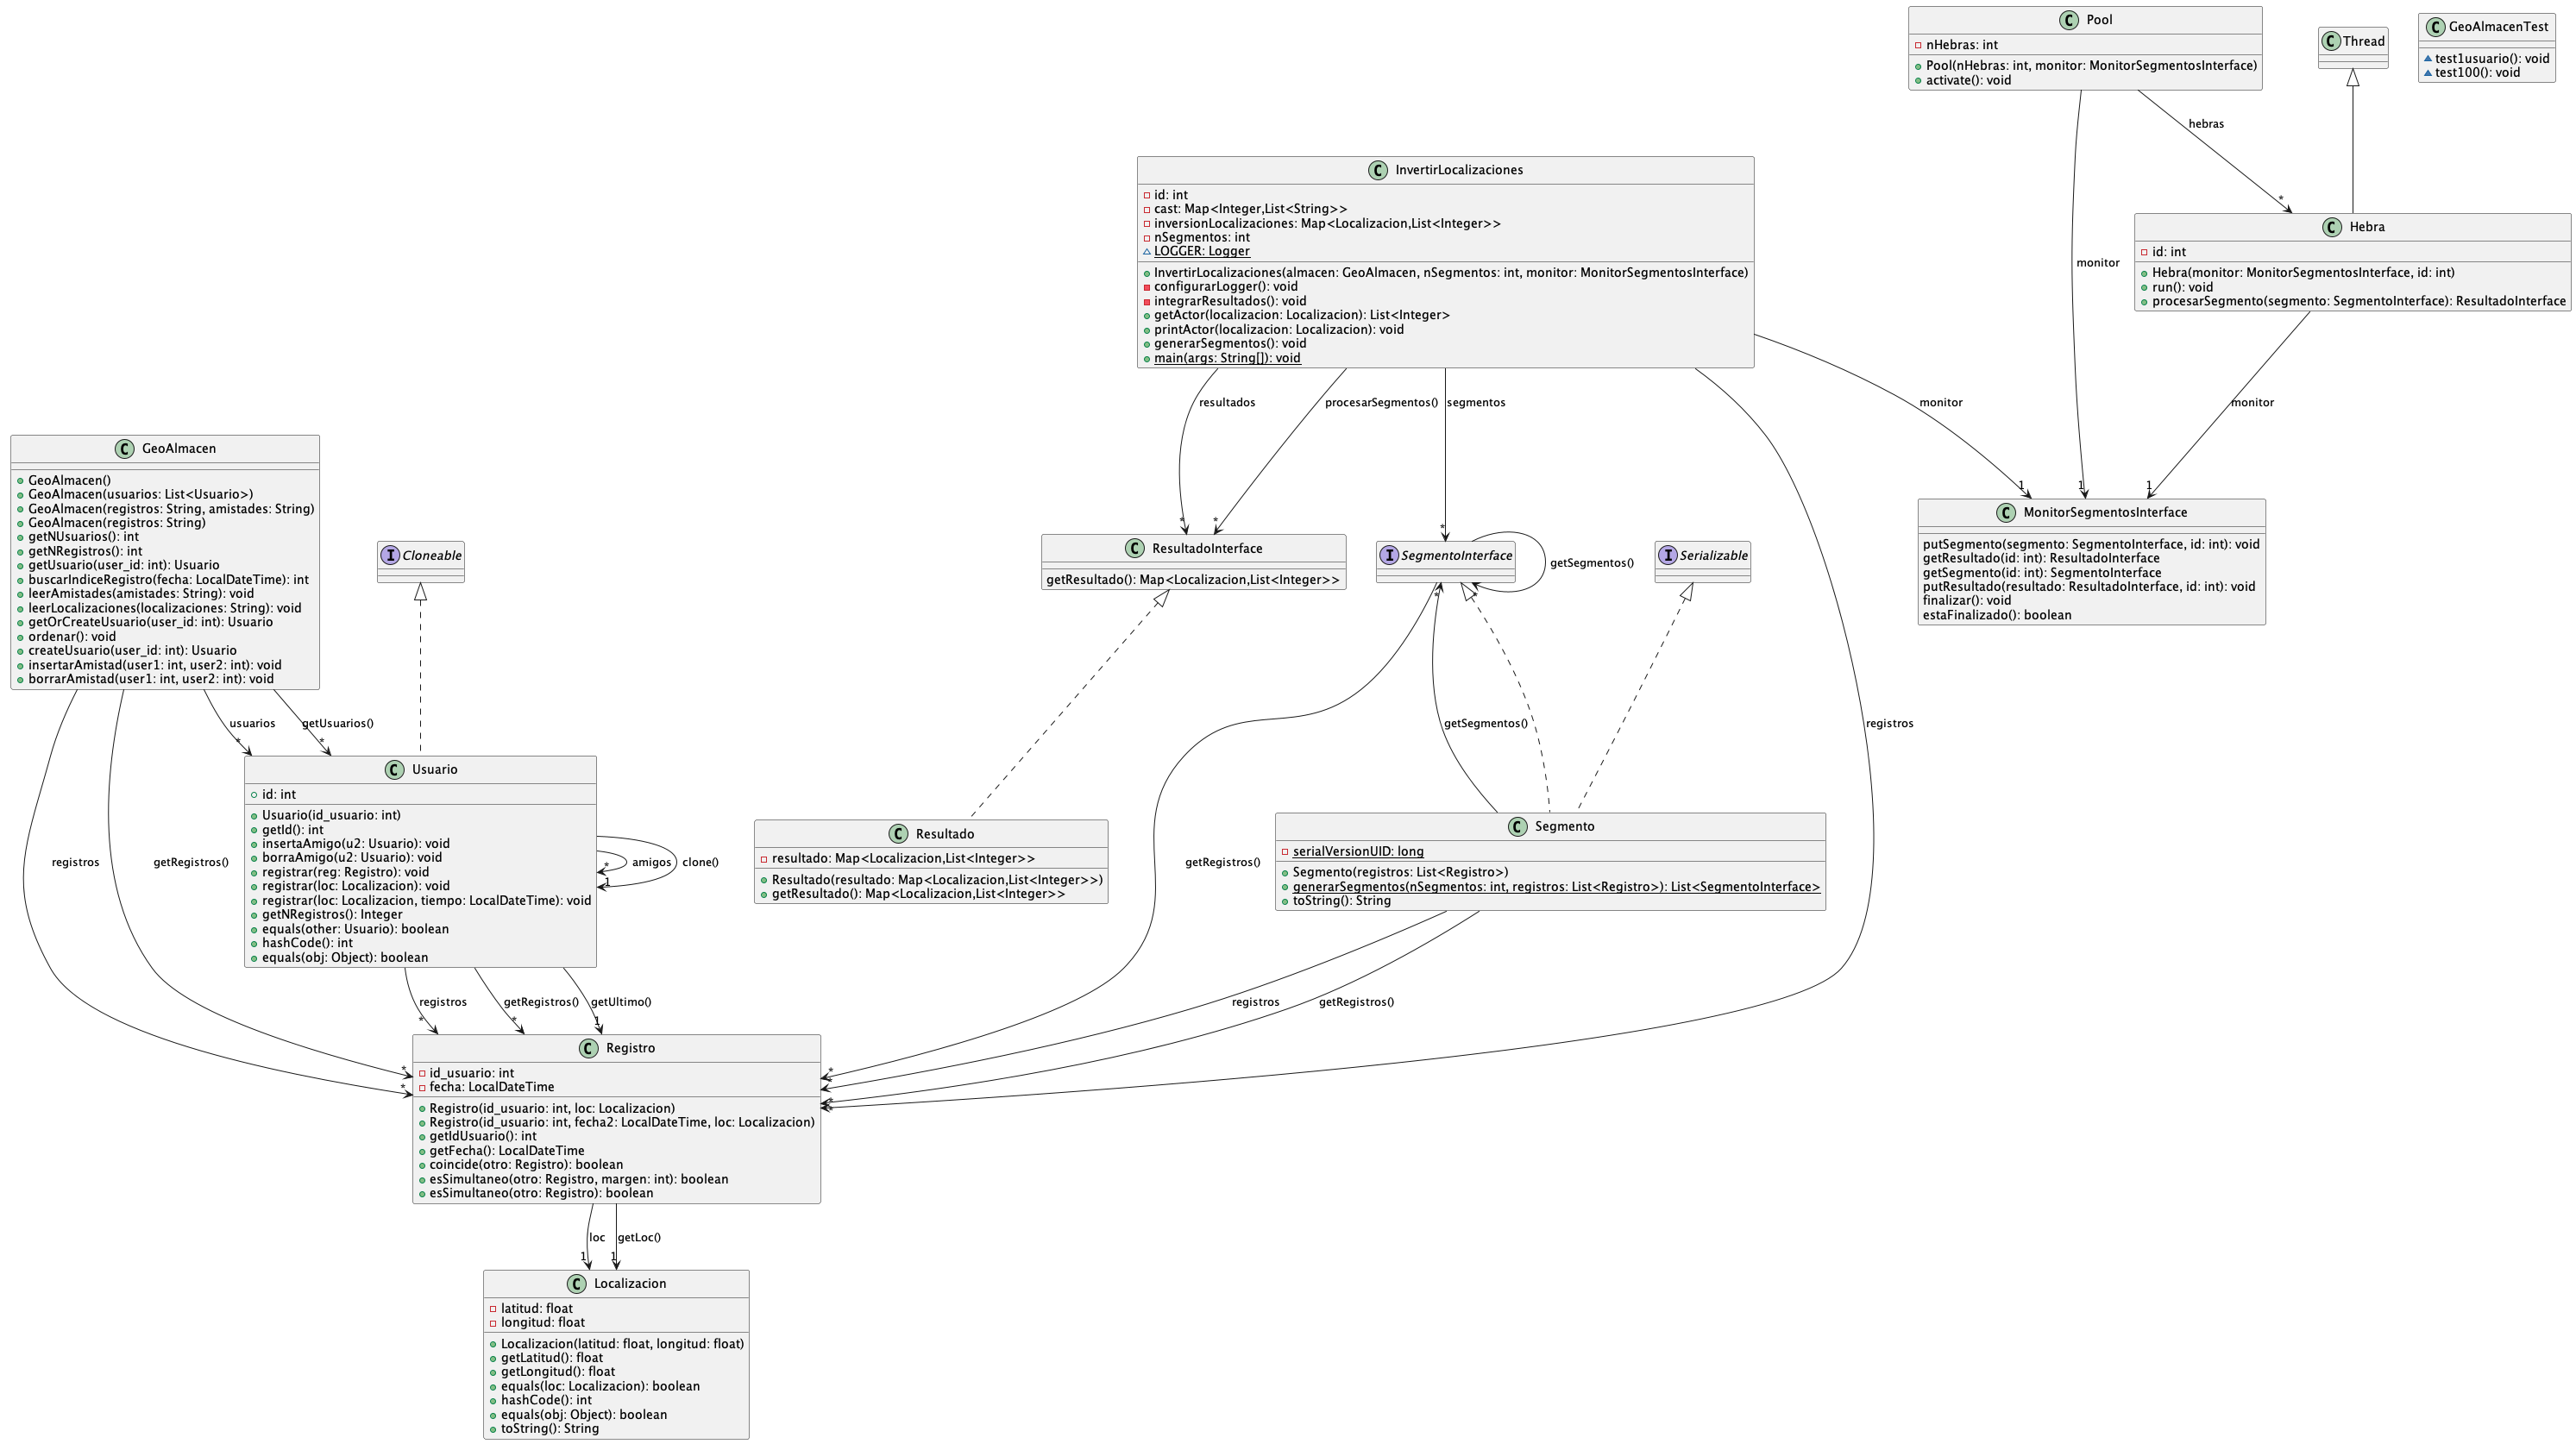 Pool
nHebras: int
Pool(nHebras: int, monitor: MonitorSegmentosInterface)
activate(): void
Thread
GeoAlmacenTest
test1usuario(): void
test100(): void
hebras
*
monitor
1
InvertirLocalizaciones
id: int
cast: Map<Integer,List<String>>
inversionLocalizaciones: Map<Localizacion,List<Integer>>
nSegmentos: int
LOGGER: Logger
InvertirLocalizaciones(almacen: GeoAlmacen, nSegmentos: int, monitor: MonitorSegmentosInterface)
configurarLogger(): void
integrarResultados(): void
getActor(localizacion: Localizacion): List<Integer>
printActor(localizacion: Localizacion): void
generarSegmentos(): void
main(args: String[]): void
Hebra
id: int
Hebra(monitor: MonitorSegmentosInterface, id: int)
run(): void
procesarSegmento(segmento: SegmentoInterface): ResultadoInterface
resultados
*
procesarSegmentos()
*
segmentos
*
monitor
1
monitor
1
GeoAlmacen
GeoAlmacen()
GeoAlmacen(usuarios: List<Usuario>)
GeoAlmacen(registros: String, amistades: String)
GeoAlmacen(registros: String)
getNUsuarios(): int
getNRegistros(): int
getUsuario(user_id: int): Usuario
buscarIndiceRegistro(fecha: LocalDateTime): int
leerAmistades(amistades: String): void
leerLocalizaciones(localizaciones: String): void
getOrCreateUsuario(user_id: int): Usuario
ordenar(): void
createUsuario(user_id: int): Usuario
insertarAmistad(user1: int, user2: int): void
borrarAmistad(user1: int, user2: int): void
Cloneable
ResultadoInterface
getResultado(): Map<Localizacion,List<Integer>>
SegmentoInterface
getSegmentos()
*
Serializable
MonitorSegmentosInterface
putSegmento(segmento: SegmentoInterface, id: int): void
getResultado(id: int): ResultadoInterface
getSegmento(id: int): SegmentoInterface
putResultado(resultado: ResultadoInterface, id: int): void
finalizar(): void
estaFinalizado(): boolean
usuarios
*
getUsuarios()
*
getSegmentos()
*
registros
*
Usuario
id: int
Usuario(id_usuario: int)
getId(): int
insertaAmigo(u2: Usuario): void
borraAmigo(u2: Usuario): void
registrar(reg: Registro): void
registrar(loc: Localizacion): void
registrar(loc: Localizacion, tiempo: LocalDateTime): void
getNRegistros(): Integer
equals(other: Usuario): boolean
hashCode(): int
equals(obj: Object): boolean
amigos
*
clone()
1
Resultado
resultado: Map<Localizacion,List<Integer>>
Resultado(resultado: Map<Localizacion,List<Integer>>)
getResultado(): Map<Localizacion,List<Integer>>
Segmento
serialVersionUID: long
Segmento(registros: List<Registro>)
generarSegmentos(nSegmentos: int, registros: List<Registro>): List<SegmentoInterface>
toString(): String
registros
*
getRegistros()
*
getRegistros()
*
registros
*
getRegistros()
*
getUltimo()
1
registros
*
getRegistros()
*
Registro
id_usuario: int
fecha: LocalDateTime
Registro(id_usuario: int, loc: Localizacion)
Registro(id_usuario: int, fecha2: LocalDateTime, loc: Localizacion)
getIdUsuario(): int
getFecha(): LocalDateTime
coincide(otro: Registro): boolean
esSimultaneo(otro: Registro, margen: int): boolean
esSimultaneo(otro: Registro): boolean
loc
1
getLoc()
1
Localizacion
latitud: float
longitud: float
Localizacion(latitud: float, longitud: float)
getLatitud(): float
getLongitud(): float
equals(loc: Localizacion): boolean
hashCode(): int
equals(obj: Object): boolean
toString(): String